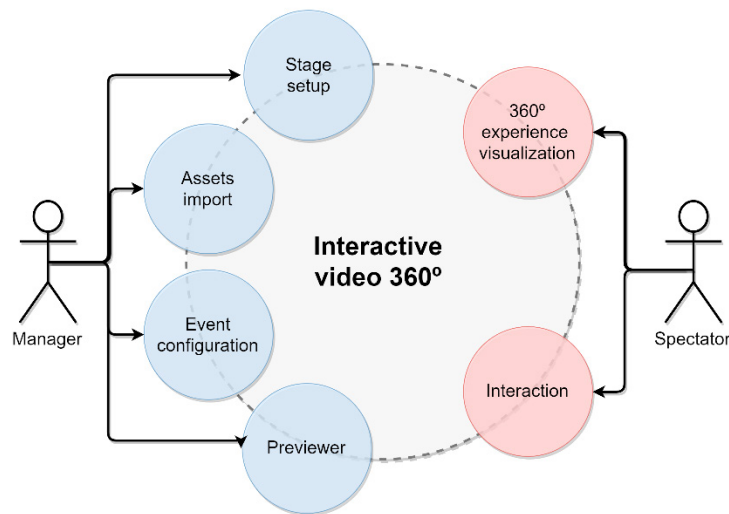 Stage
setup
360º
experience
visualization
Assets
import
Interactive
video 360º
Manager
Event
configuration
Spectator
Interaction
Previewer